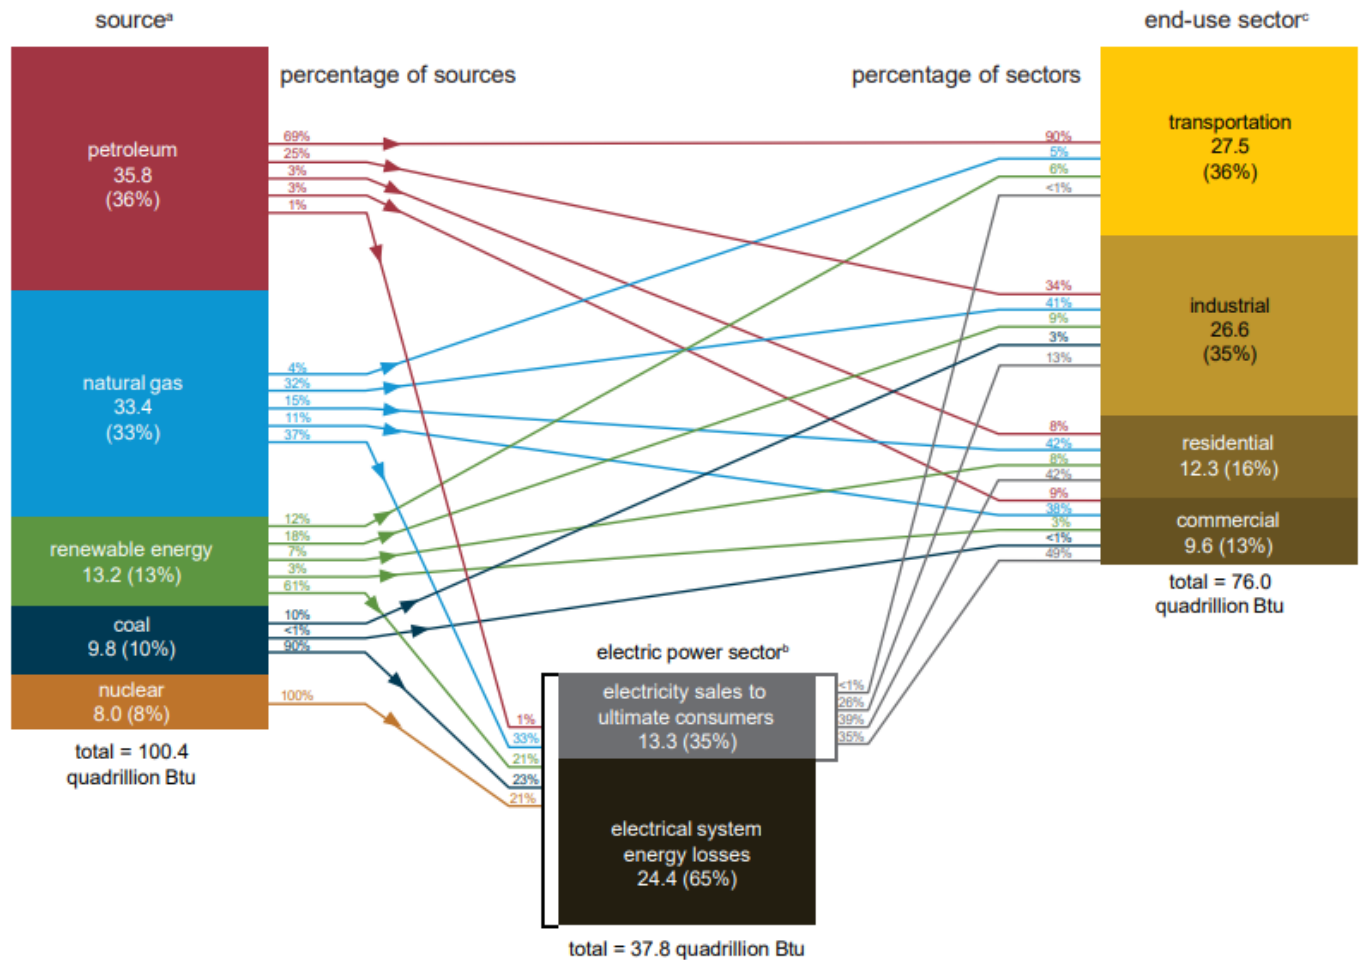 sourceᵃ
end-use sectorᶜ
percentage of sources
percentage of sectors
petroleum
35.8
(36%)
69%
25%
3%
3%
1%
natural gas
33.4
(33%)
4%
32%
15%
11%
37%
renewable energy
13.2 (13%)
12%
18%
7%
3%
61%
coal
9.8 (10%)
10%
<1%
90%
nuclear
8.0 (8%)
100%
total = 100.4
quadrillion Btu
electric power sectorᵇ
1%
33%
21%
23%
21%
electricity sales to
ultimate consumers
13.3 (35%)
<1%
26%
39%
35%
electrical system
energy losses
24.4 (65%)
total = 37.8 quadrillion Btu
90%
5%
6%
<1%
transportation
27.5
(36%)
34%
41%
9%
3%
13%
industrial
26.6
(35%)
8%
42%
8%
42%
residential
12.3 (16%)
9%
38%
3%
<1%
49%
commercial
9.6 (13%)
total = 76.0
quadrillion Btu